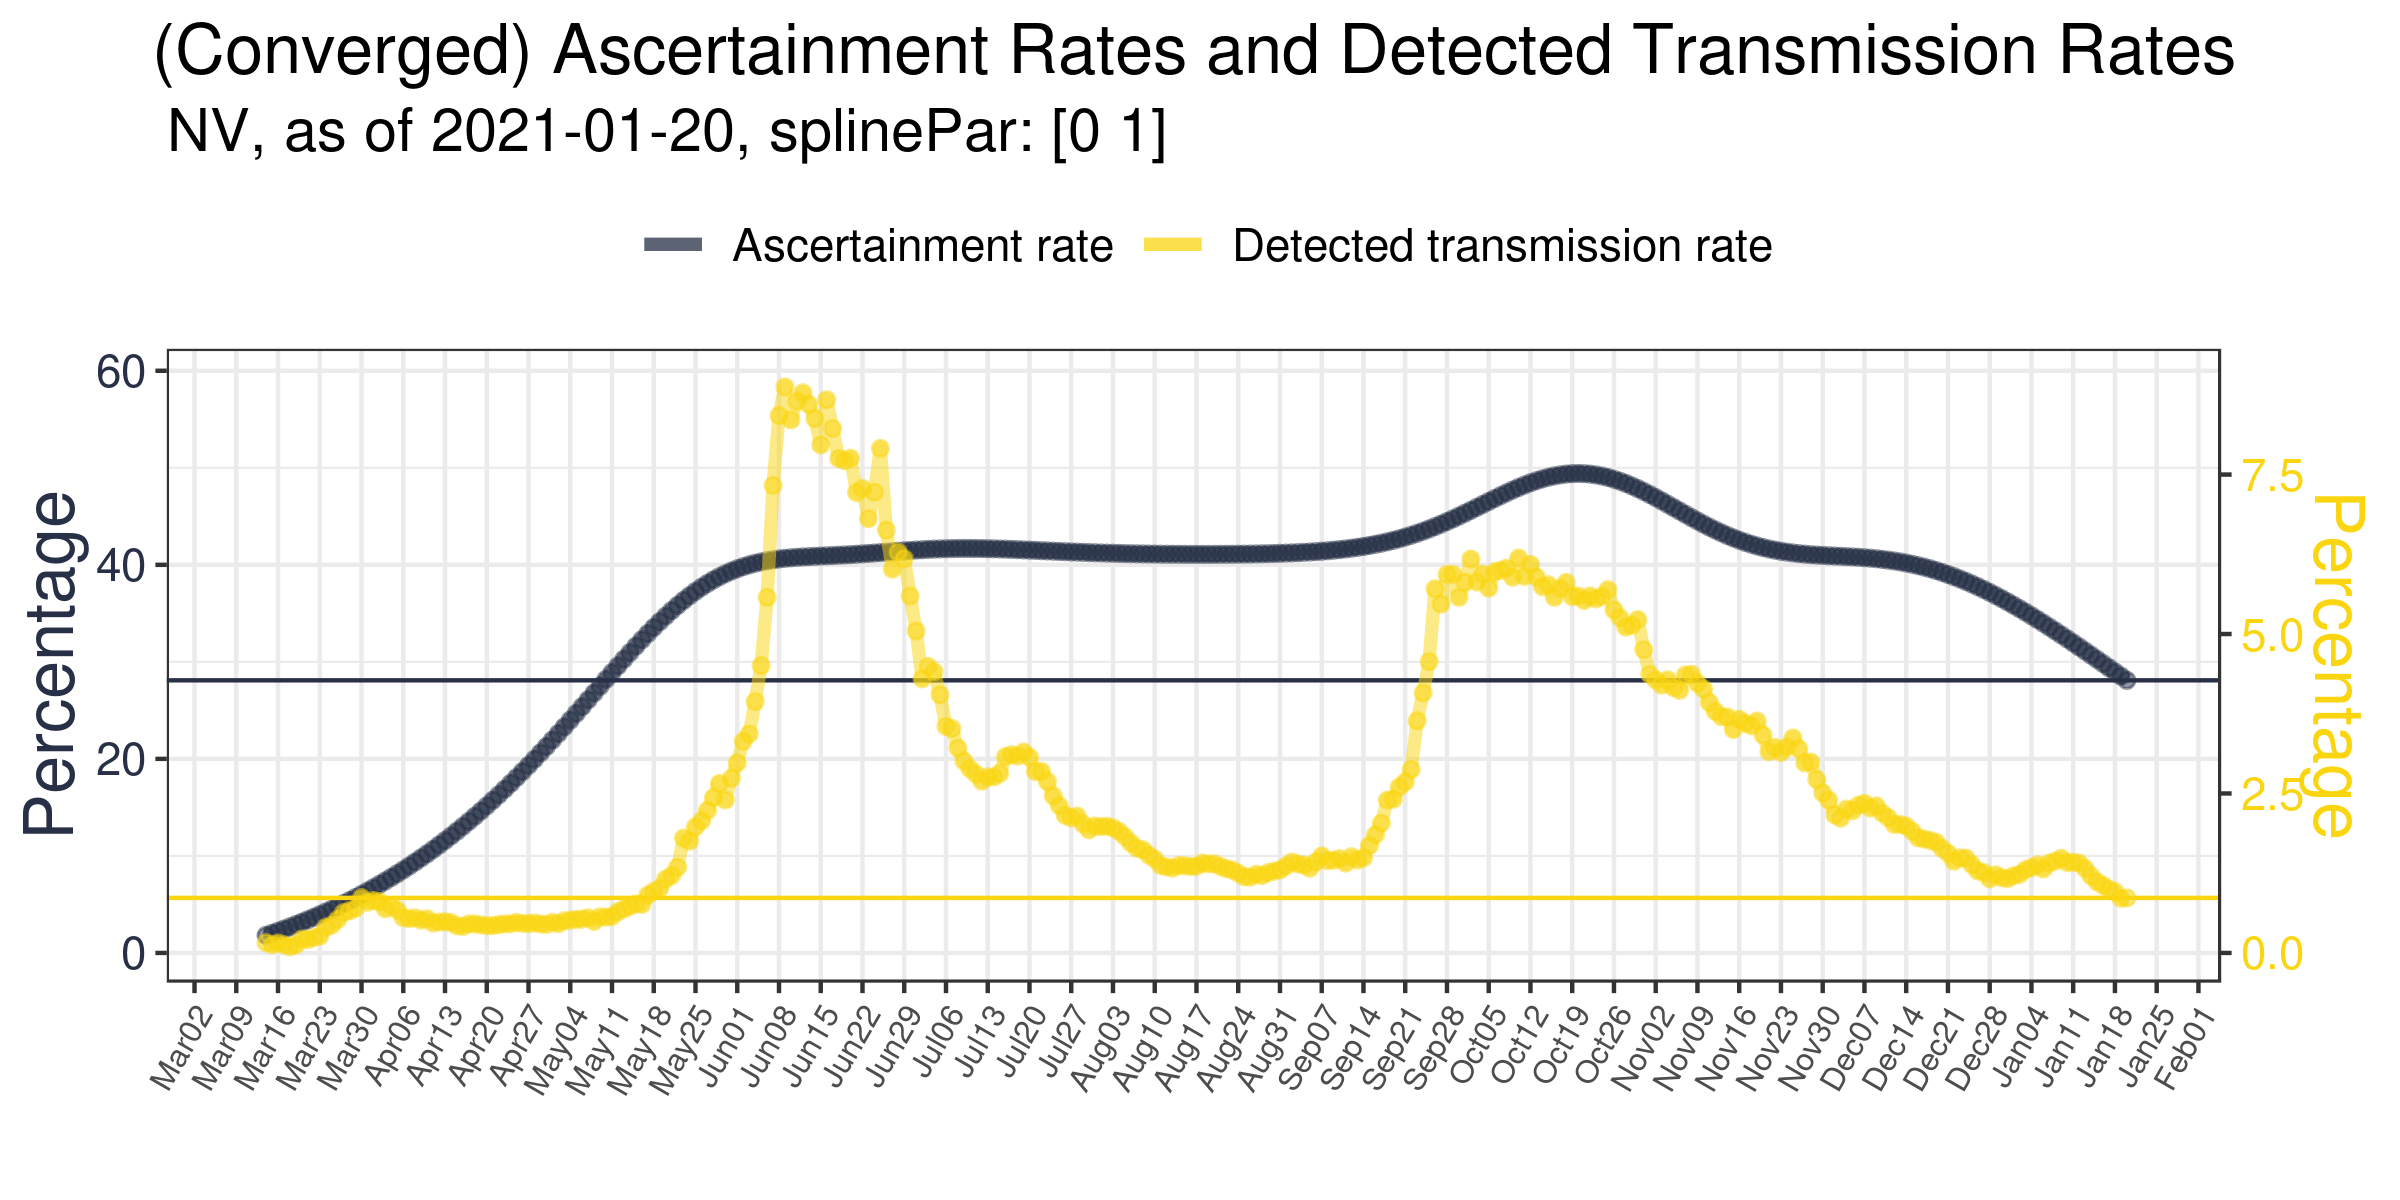 (Converged) Ascertainment Rates and Detected Transmission Rates
NV, as of 2021-01-20, splinePar: [0 1]
Ascertainment rate Detected transmission rate
Percentage
60
40
20
0
7.5
5.0
2.5
0.0
Percentage
Mar02 Mar09 Mar16 Mar23 Mar30 Apr06 Apr13 Apr20 Apr27 May04 May11 May18 May25 Jun01 Jun08 Jun15 Jun22 Jun29 Jul06 Jul13 Jul20 Jul27 Aug03 Aug10 Aug17 Aug24 Aug31 Sep07 Sep14 Sep21 Sep28 Oct05 Oct12 Oct19 Oct26 Nov02 Nov09 Nov16 Nov23 Nov30 Dec07 Dec14 Dec21 Dec28 Jan04 Jan11 Jan18 Jan25 Feb01